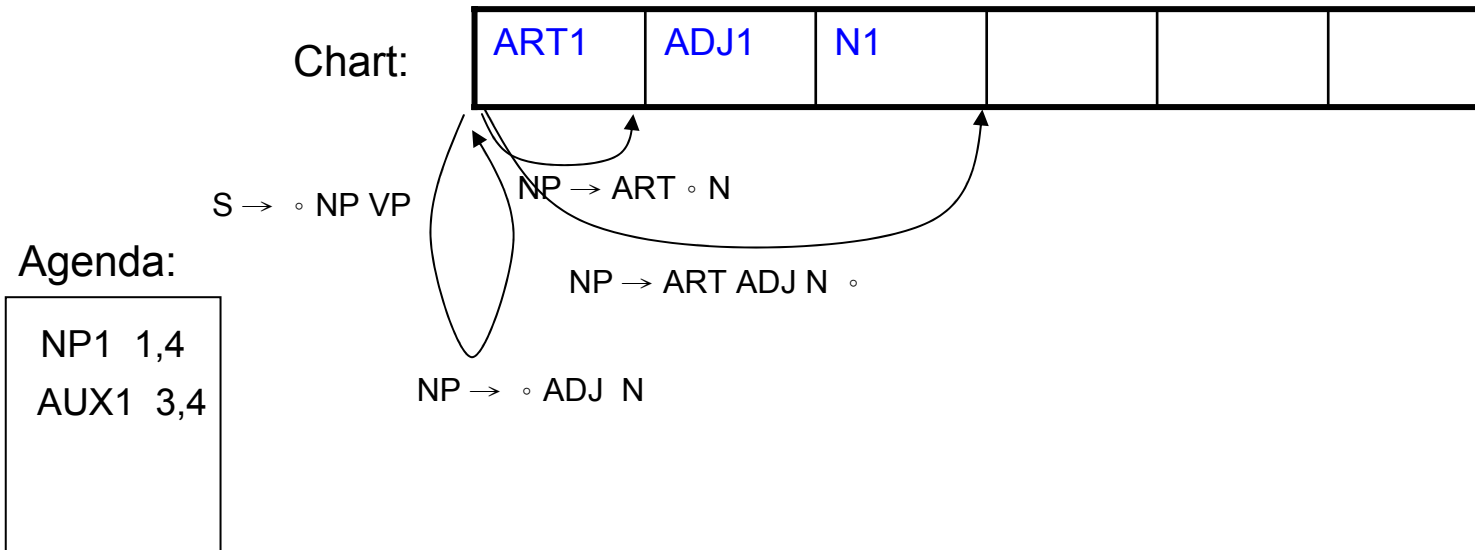 Chart:
ART1 ADJ1 N1
NP → ART ◦ N
S → ◦ NP VP
Agenda:
NP → ART ADJ N ◦
NP1 1,4
AUX1 3,4
NP → ◦ ADJ N